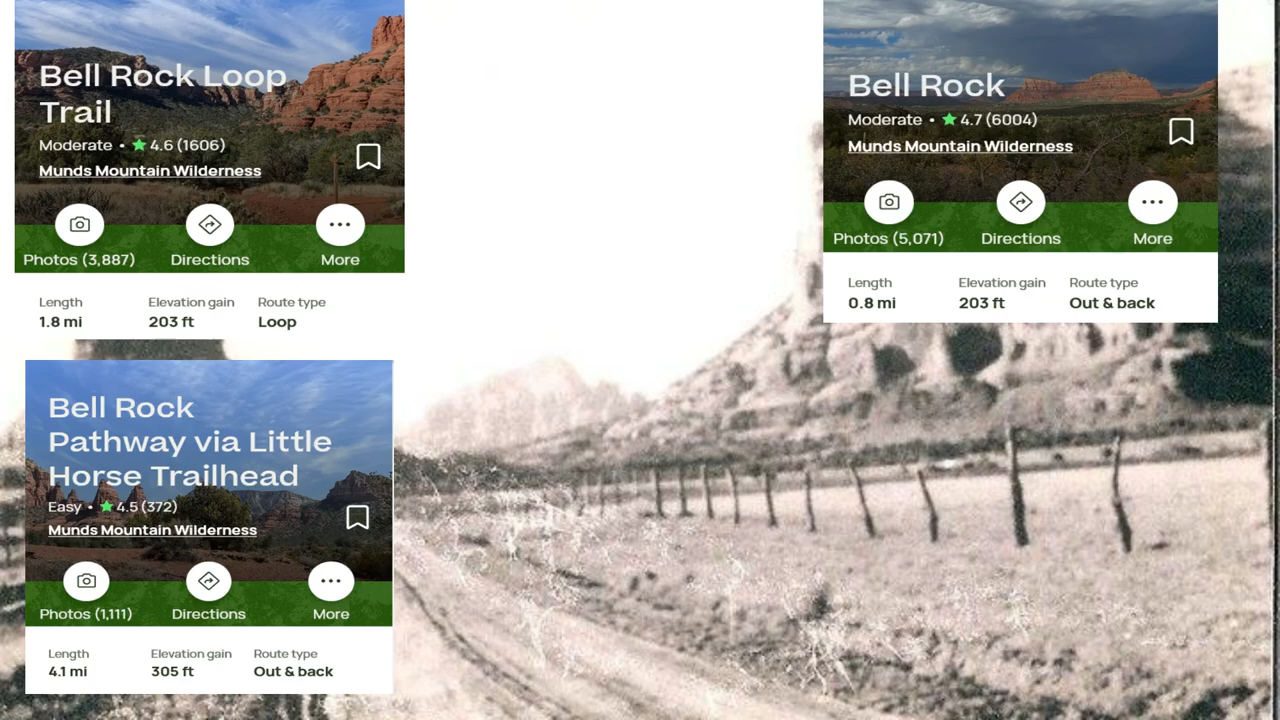 Bell Rock Loop
Trail
Moderate • ★ 4.6 (1606)
Munds Mountain Wilderness
Photos (3,887) Directions More
Length Elevation gain Route type
1.8 mi 203 ft Loop
Bell Rock
Moderate • ★ 4.7 (6004)
Munds Mountain Wilderness
Photos (5,071) Directions More
Length Elevation gain Route type
0.8 mi 203 ft Out & back
Bell Rock
Pathway via Little
Horse Trailhead
Easy • ★ 4.5 (372)
Munds Mountain Wilderness
Photos (1,111) Directions More
Length Elevation gain Route type
4.1 mi 305 ft Out & back